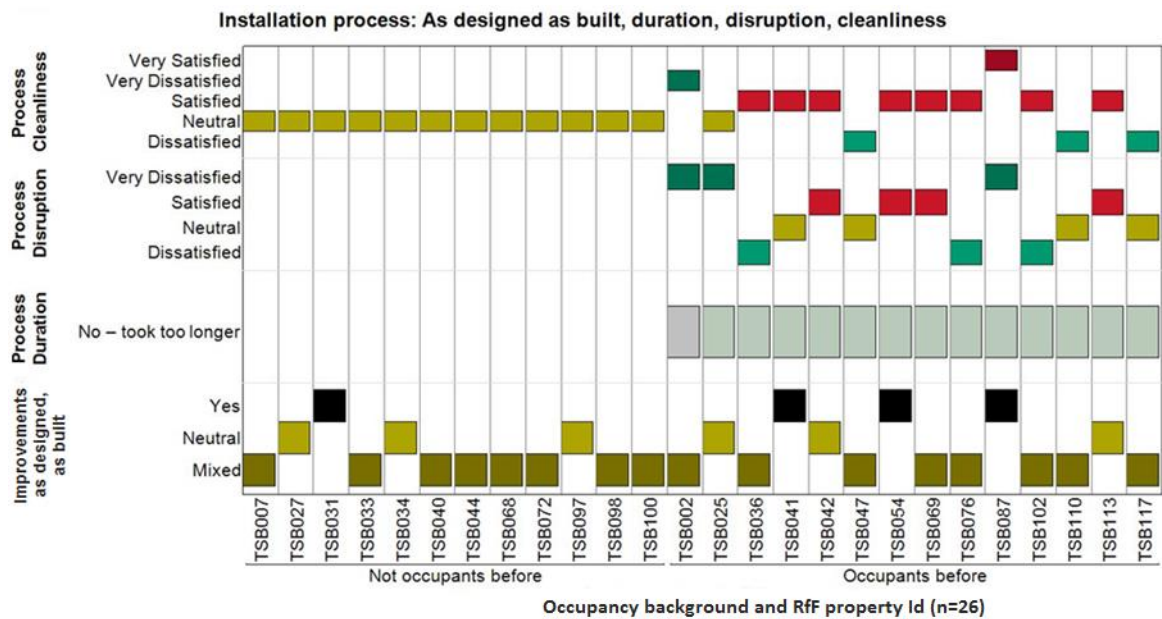 Installation process: As designed as built, duration, disruption, cleanliness
Process
Cleanliness
Very Satisfied
Very Dissatisfied
Satisfied
Neutral
Dissatisfied
Process
Disruption
Very Dissatisfied
Satisfied
Neutral
Dissatisfied
Process
Duration
No – took too longer
Improvements
as designed,
as built
Yes
Neutral
Mixed
TSB007
TSB027
TSB031
TSB033
TSB034
TSB040
TSB044
TSB068
TSB072
TSB097
TSB098
TSB100
TSB002
TSB025
TSB036
TSB041
TSB042
TSB047
TSB054
TSB069
TSB076
TSB087
TSB102
TSB110
TSB113
TSB117
Not occupants before
Occupants before
Occupancy background and RfF property Id (n=26)